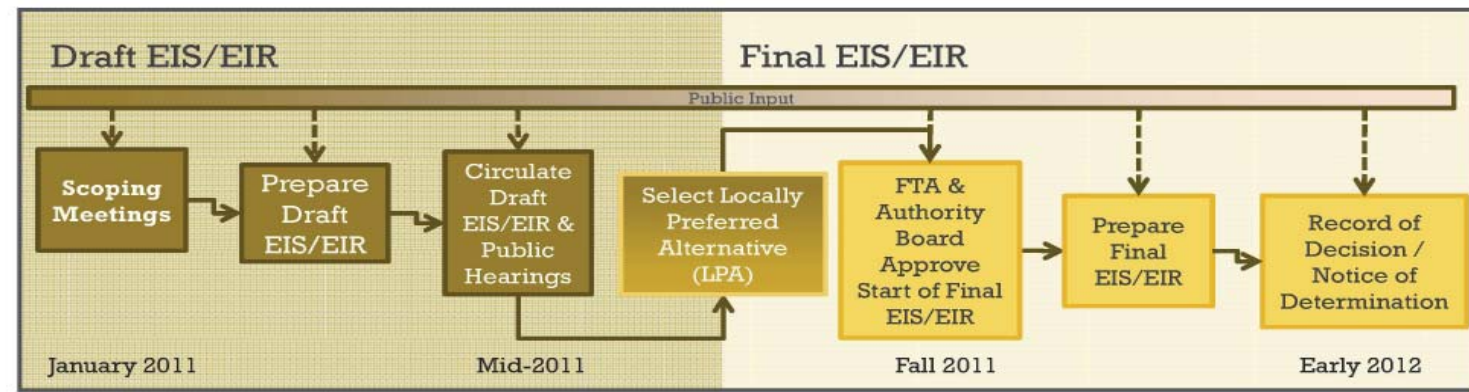 Draft EIS/EIR
Final EIS/EIR
Public Input
Scoping
Meetings
Prepare
Draft
EIS/EIR
Circulate
Draft
EIS/EIR &
Public
Hearings
Select Locally
Preferred
Alternative
(LPA)
FTA &
Authority
Board
Approve
Start of Final
EIS/EIR
Prepare
Final
EIS/EIR
Record of
Decision /
Notice of
Determination
January 2011
Mid-2011
Fall 2011
Early 2012